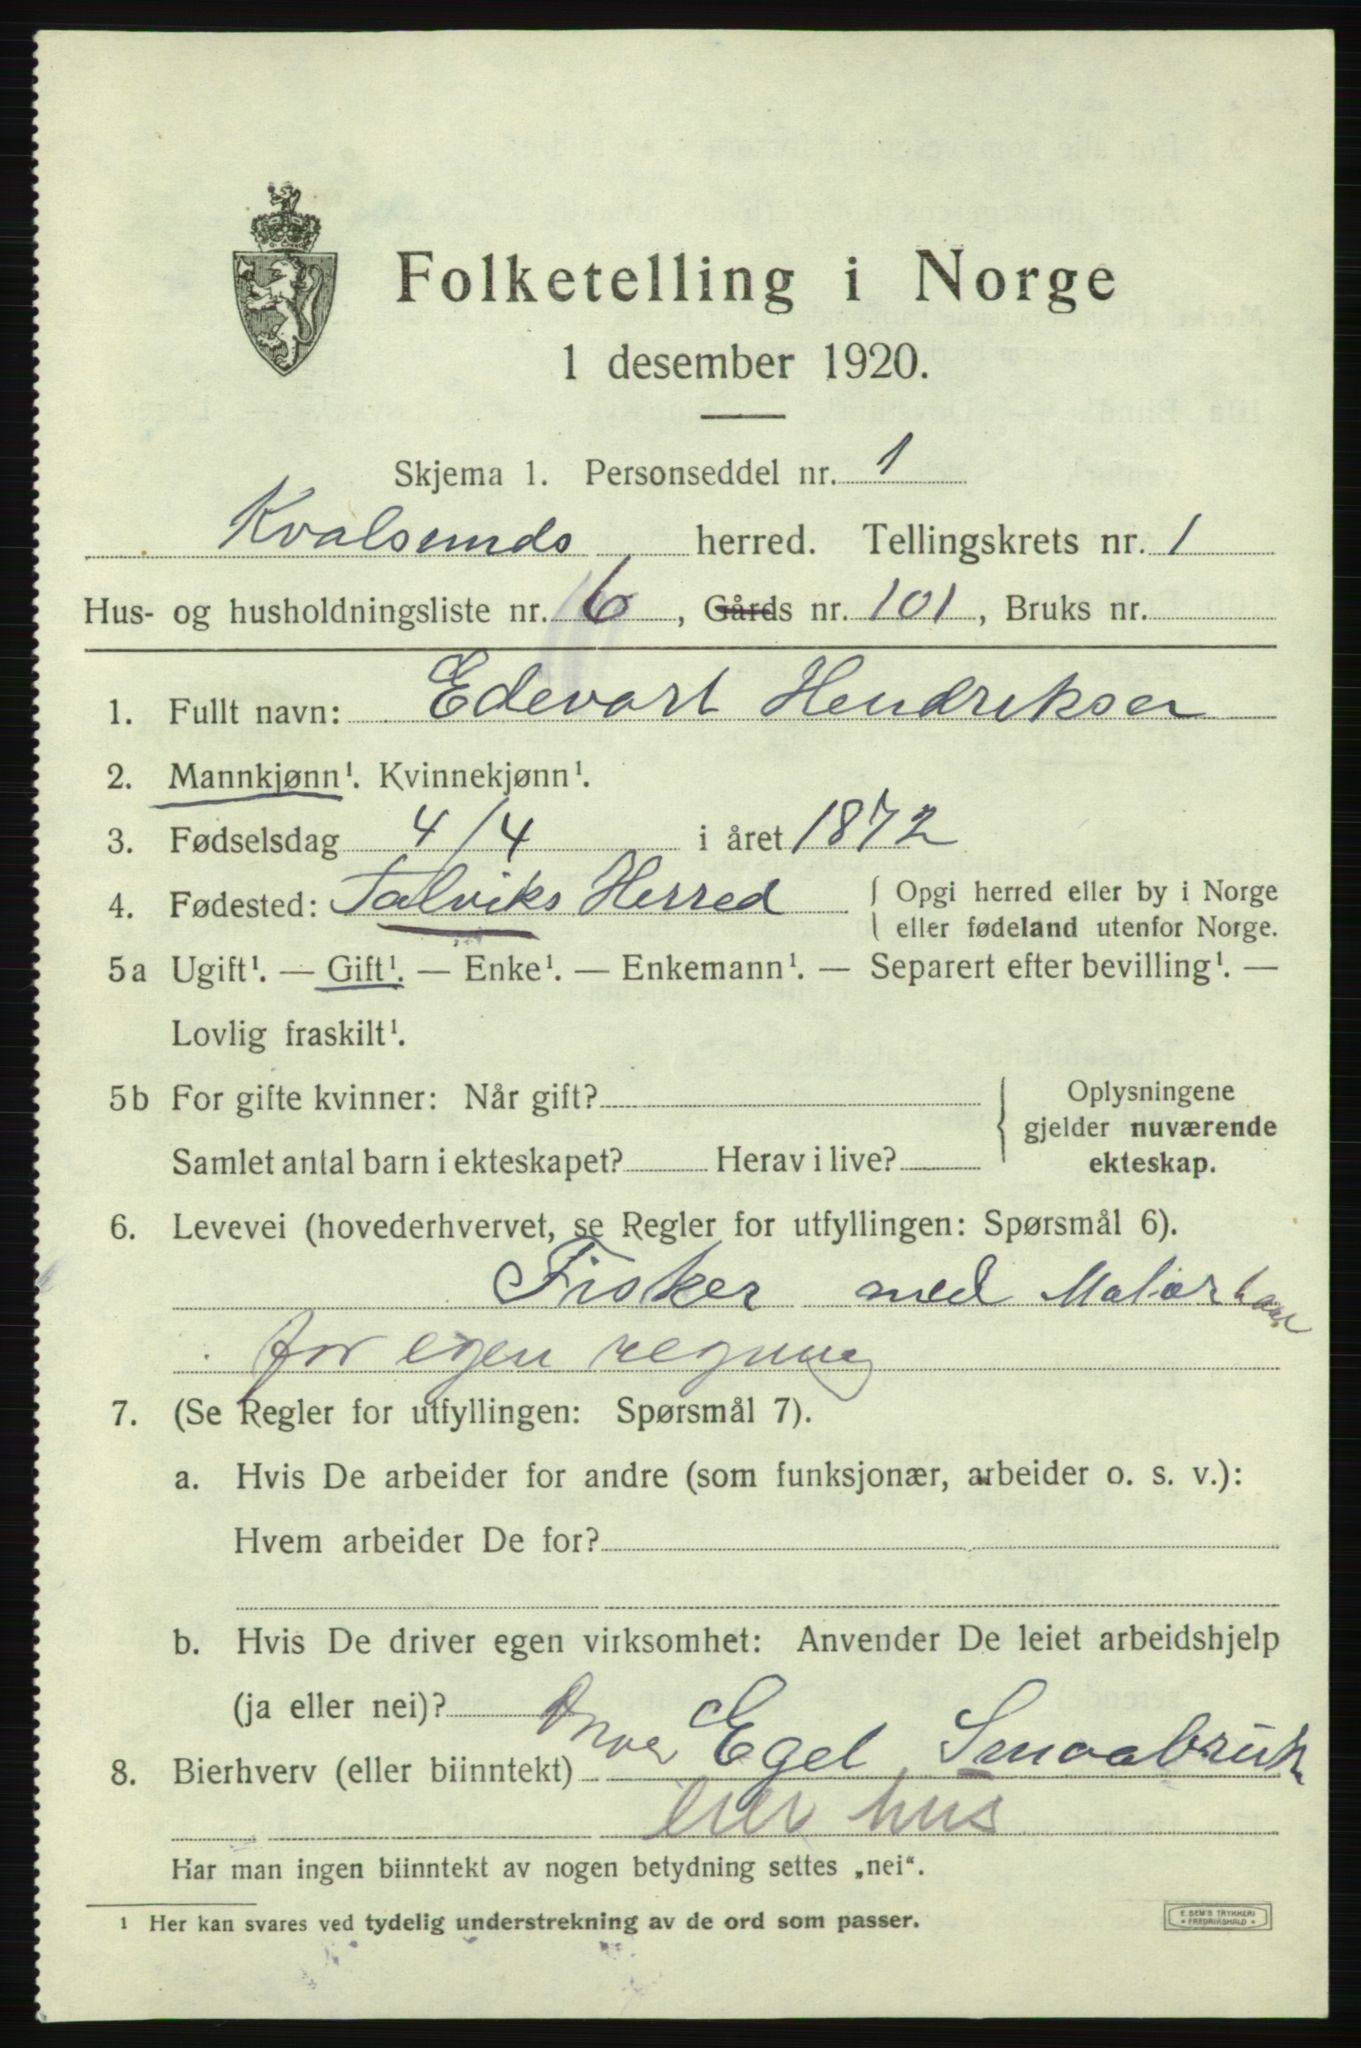 Folketelling i Norge
1 desember 1920.
Skjema 1. Personseddel nr. 1
Kvalsunds herred. Tellingskrets nr. 1
Hus- og husholdningsliste nr. 6, Gårds nr. 101, Bruks nr.
1. Fullt navn: Edevart Hendriksen
2. Mannkjønn¹. Kvinnekjønn¹.
3. Fødselsdag 4/4 i året 1872
4. Fødested: Talviks Herred { Opgi herred eller by i Norge
eller fødeland utenfor Norge.
5a Ugift¹. — Gift¹. — Enke¹. — Enkemann¹. — Separert efter bevilling¹. —
Lovlig fraskilt¹.
5b For gifte kvinner: Når gift? } Oplysningene
gjelder nuværende
Samlet antal barn i ekteskapet? Herav i live? ekteskap.
6. Levevei (hovederhvervet, se Regler for utfyllingen: Spørsmål 6).
Fisker med
for egen regning
7. (Se Regler for utfyllingen: Spørsmål 7).
a. Hvis De arbeider for andre (som funksjonær, arbeider o. s. v.):
Hvem arbeider De for?
b. Hvis De driver egen virksomhet: Anvender De leiet arbeidshjelp
(ja eller nei)?
8. Bierhverv (eller biinntekt) Eget Smaabruk
eier hus
Har man ingen biinntekt av nogen betydning settes „nei“.
¹ Her kan svares ved tydelig understrekning av de ord som passer.
E. SEM'S TRYKKERI
FREDRIKSHALD